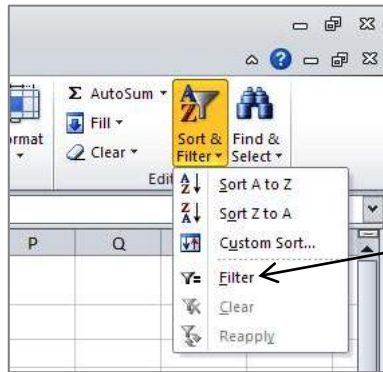 Σ AutoSum
Fill
Clear
rmat
Sort &
Filter
Find &
Select
Edit
Sort A to Z
Sort Z to A
Custom Sort...
Filter
Clear
Reapply
P Q